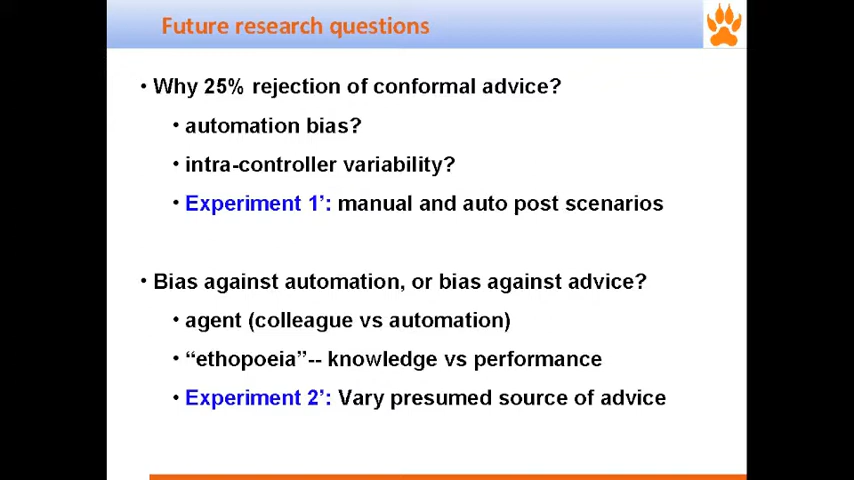 Future research questions
• Why 25% rejection of conformal advice?
• automation bias?
• intra-controller variability?
• Experiment 1’: manual and auto post scenarios
• Bias against automation, or bias against advice?
• agent (colleague vs automation)
• “ethopoeia”-- knowledge vs performance
• Experiment 2’: Vary presumed source of advice